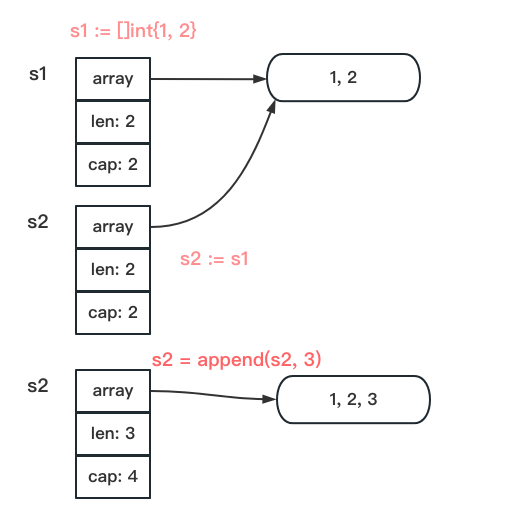 s1 := []int{1, 2}
s1
array
1, 2
len: 2
cap: 2
s2
array
len: 2
s2 := s1
cap: 2
s2 = append(s2, 3)
s2
array
1, 2, 3
len: 3
cap: 4